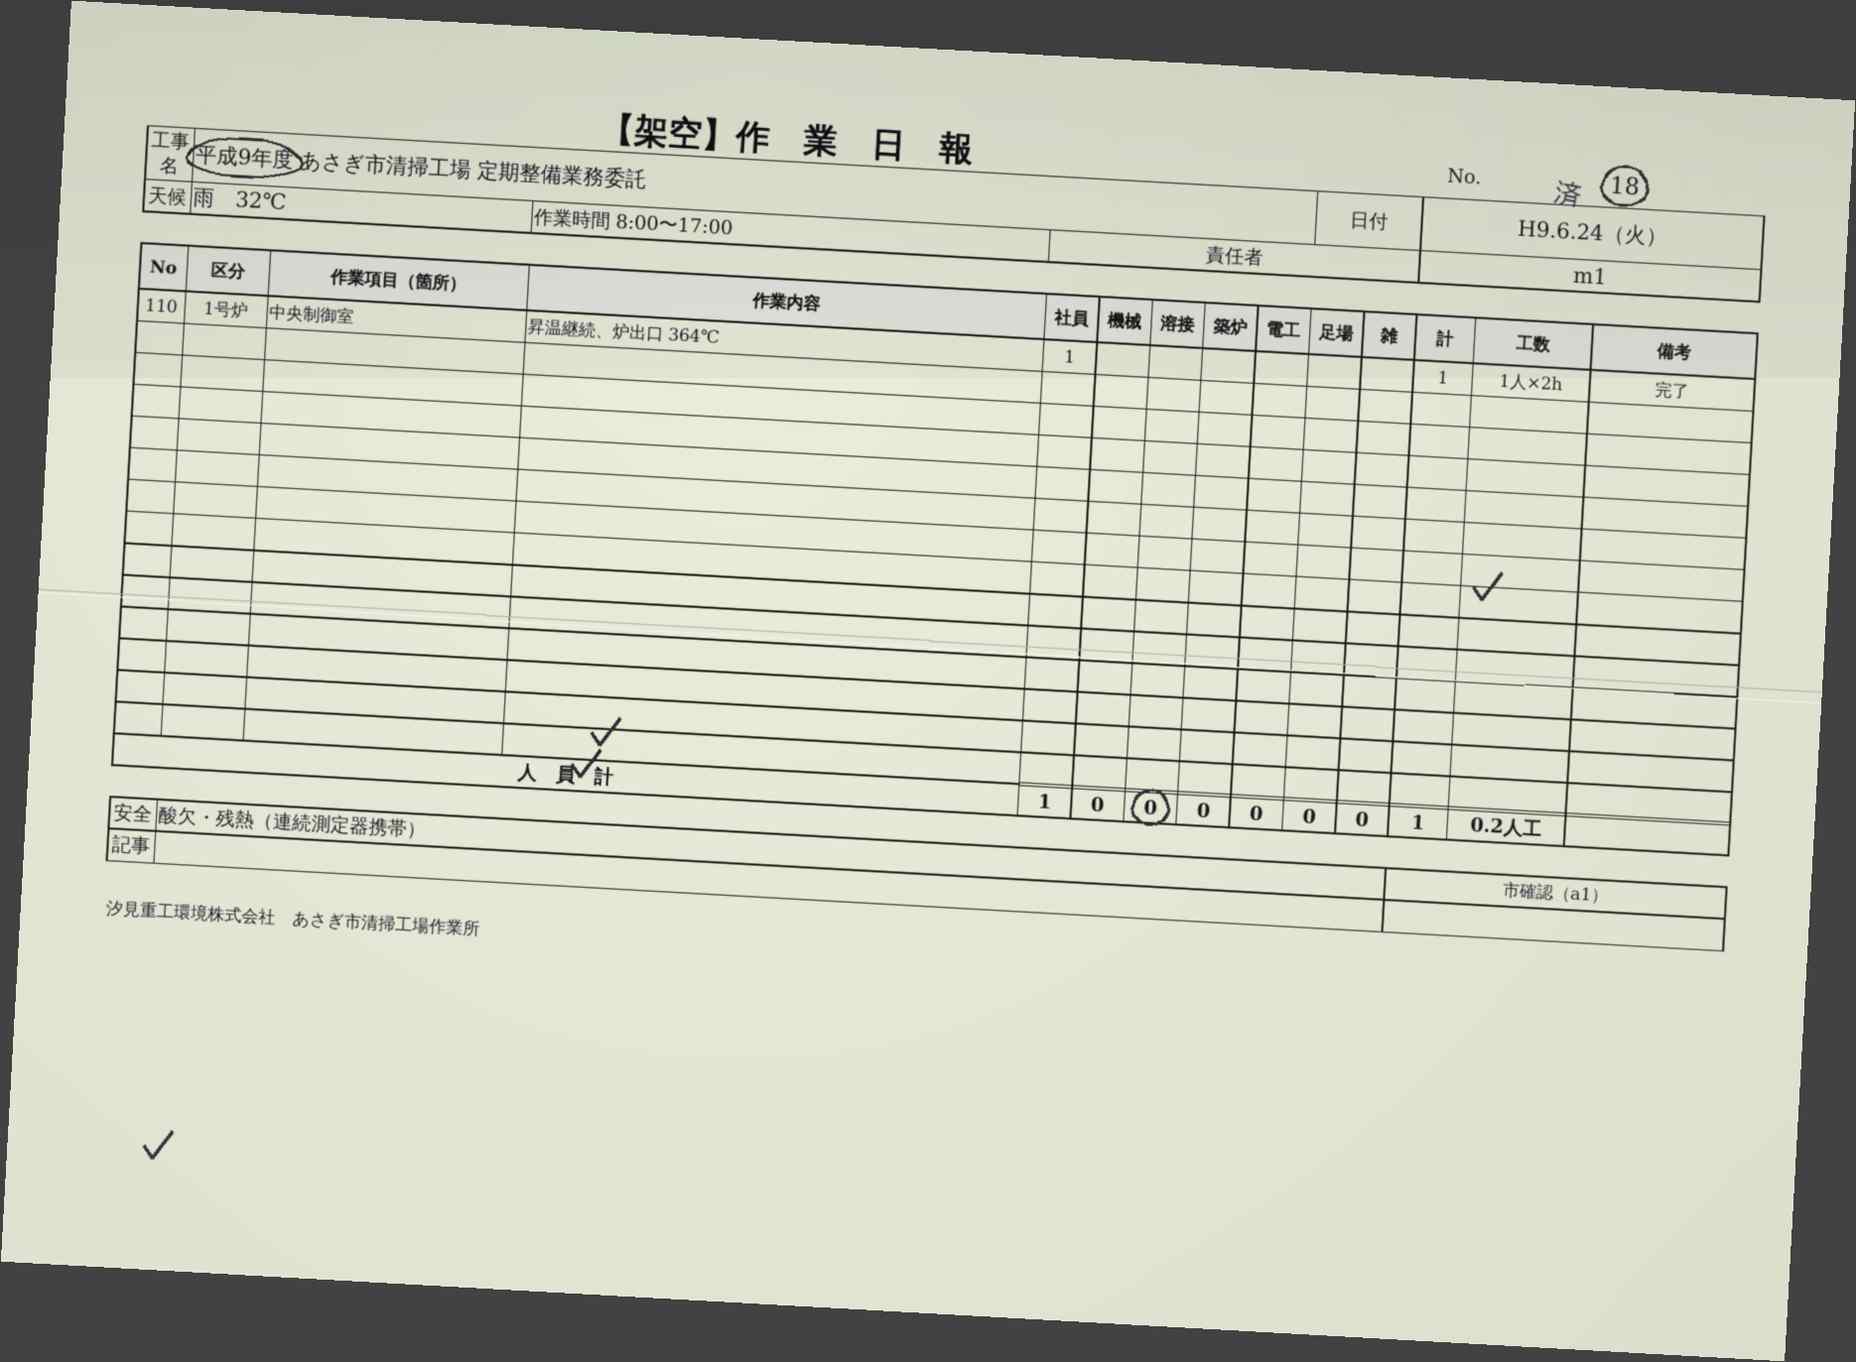 【架空】作　業　日　報
No. 済 18
工事名 平成9年度 あさぎ市清掃工場 定期整備業務委託 日付 H9.6.24（火）
天候 雨　32℃ 作業時間 8:00〜17:00 責任者 m1
No 区分 作業項目（箇所） 作業内容 社員 機械 溶接 築炉 電工 足場 雑 計 工数 備考
110 1号炉 中央制御室 昇温継続、炉出口 364℃ 1 1 1人×2h 完了
人　員　計 1 0 0 0 0 0 0 1 0.2人工
安全 酸欠・残熱（連続測定器携帯） 市確認（a1）
記事
汐見重工環境株式会社　あさぎ市清掃工場作業所